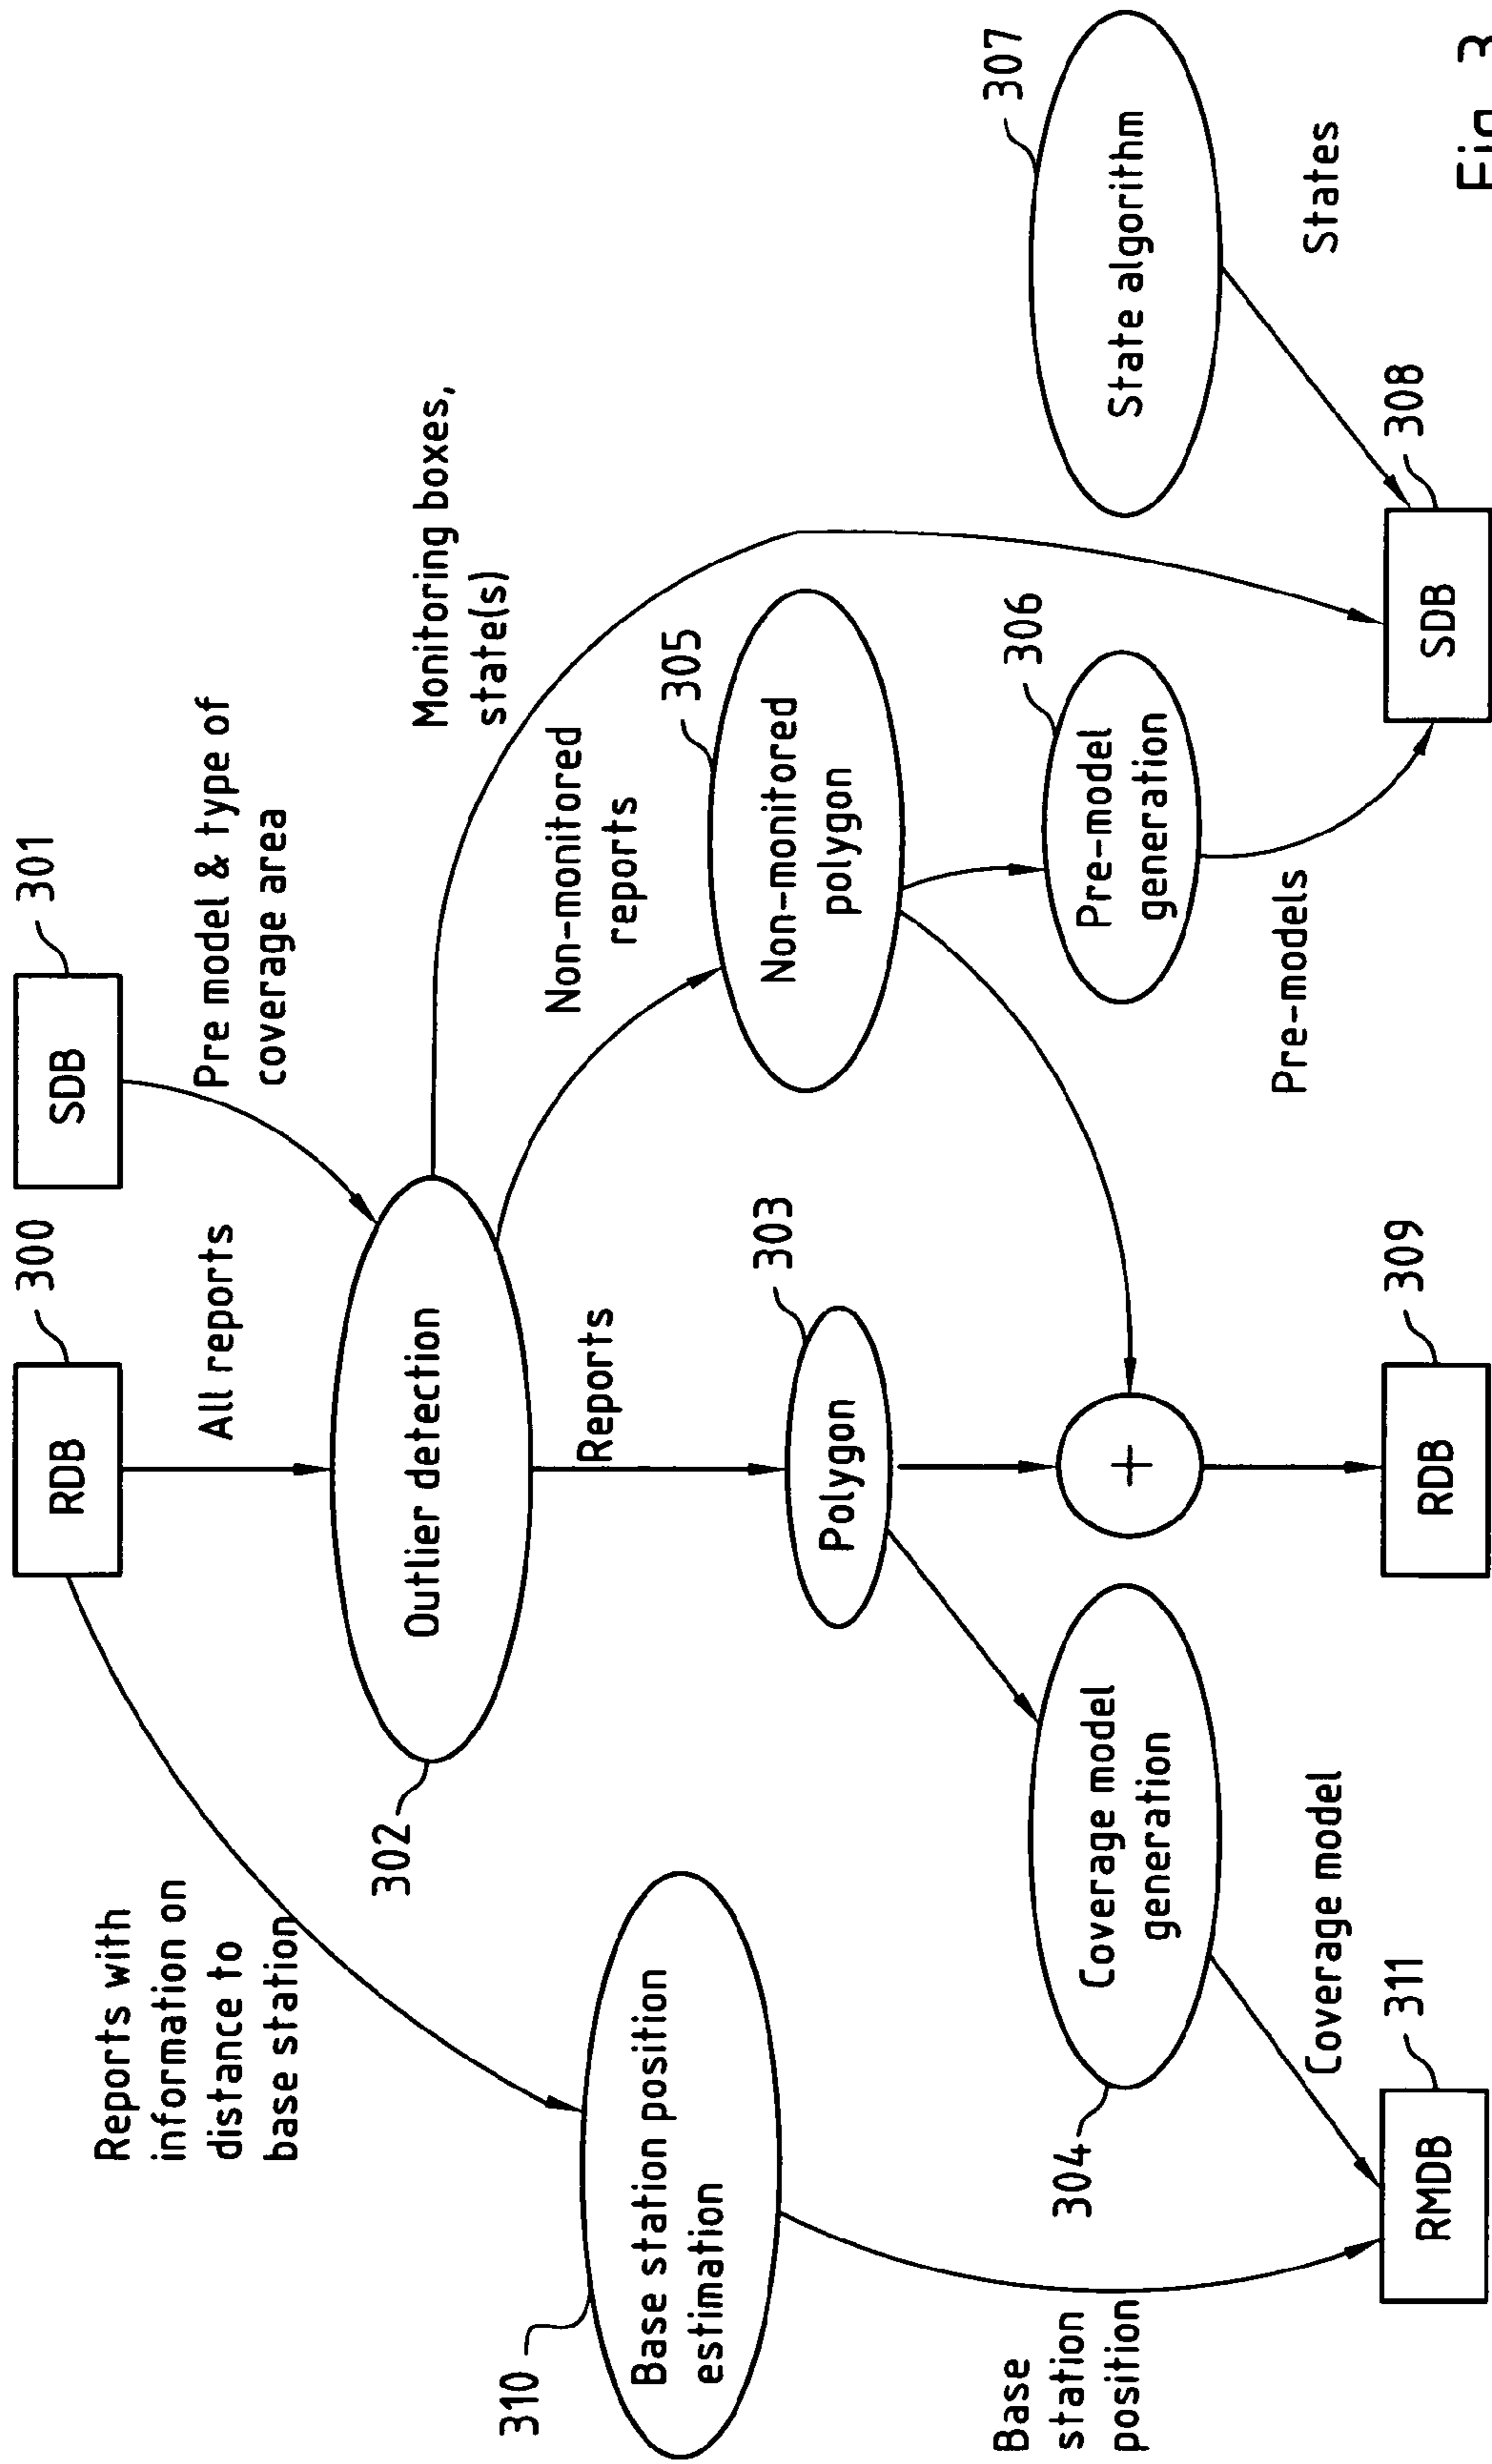 300
RDB
301
SDB
Reports with
information on
distance to
base station
All reports
Pre model & type of
coverage area
302
Outlier detection
Monitoring boxes,
state(s)
310
Base station position
estimation
Reports
Non-monitored
reports
303
Polygon
305
Non-monitored
polygon
304
Coverage model
generation
+
306
Pre-model
generation
307
State algorithm
Base
station
position
Coverage model
Pre-models
States
311
RMDB
309
RDB
308
SDB
Fig. 3